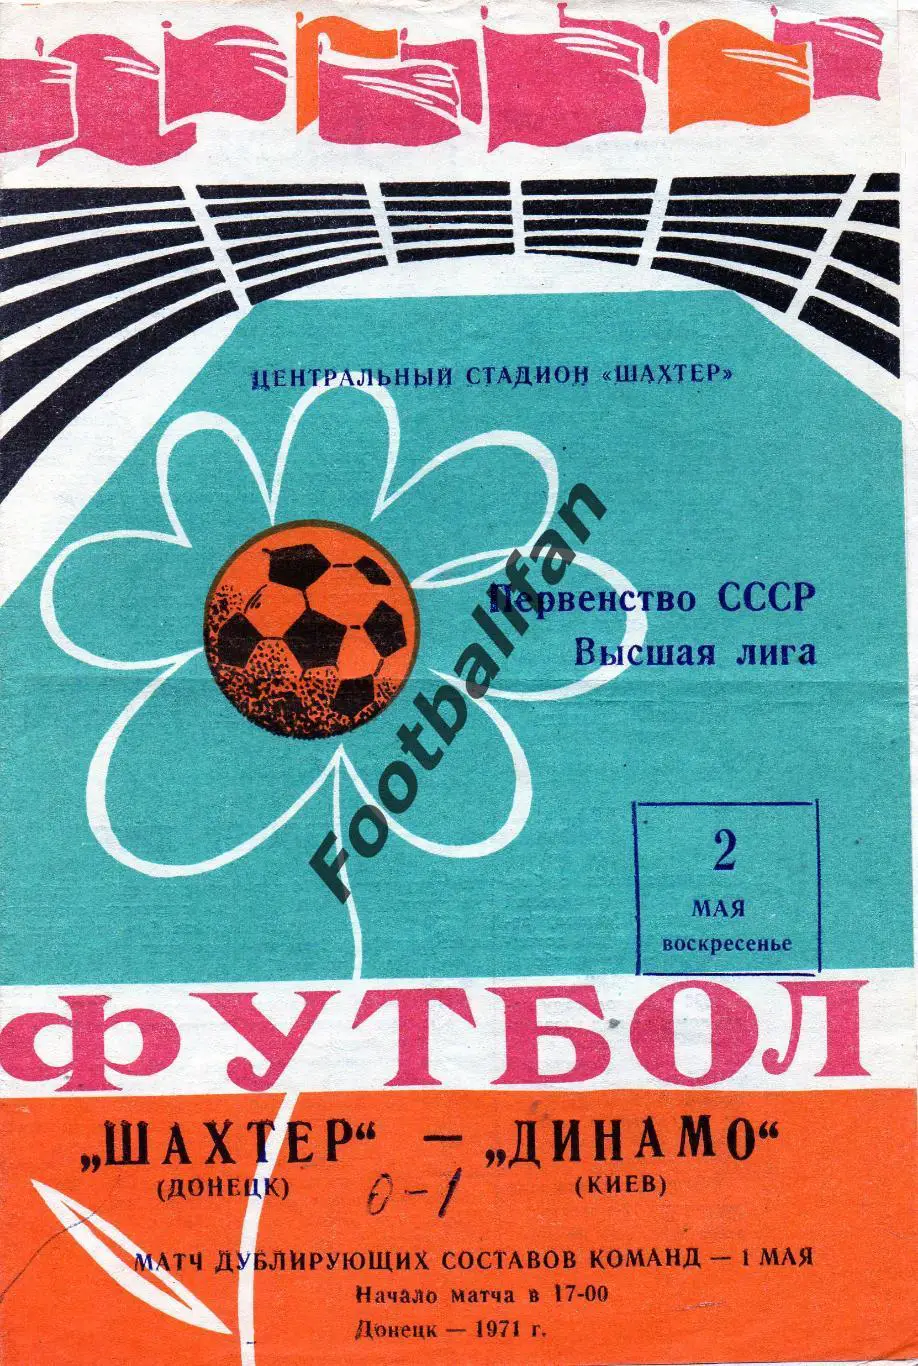 ЦЕНТРАЛЬНЫЙ СТАДИОН «ШАХТЕР»
Первенство СССР
Высшая лига
Footballfan
2
МАЯ
воскресенье
ФУТБОЛ
„ШАХТЕР“ — „ДИНАМО“
(ДОНЕЦК) 0-1 (КИЕВ)
МАТЧ ДУБЛИРУЮЩИХ СОСТАВОВ КОМАНД — 1 МАЯ
Начало матча в 17-00
Донецк — 1971 г.